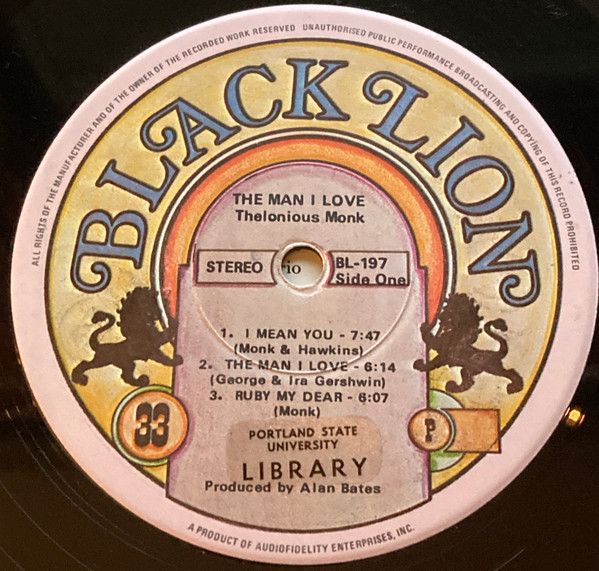 ALL RIGHTS OF THE MANUFACTURER AND OF THE OWNER OF THE RECORDED WORK RESERVED UNAUTHORISED PUBLIC PERFORMANCE BROADCASTING AND COPYING OF THIS RECORD PROHIBITED
BLACK LION
THE MAN I LOVE
Thelonious Monk
STEREO
io
BL-197
Side One
1. I MEAN YOU - 7:47
(Monk & Hawkins)
2. THE MAN I LOVE - 6:14
(George & Ira Gershwin)
3. RUBY MY DEAR - 6:07
(Monk)
33
P
PORTLAND STATE
UNIVERSITY
LIBRARY
Produced by Alan Bates
A PRODUCT OF AUDIOFIDELITY ENTERPRISES, INC.